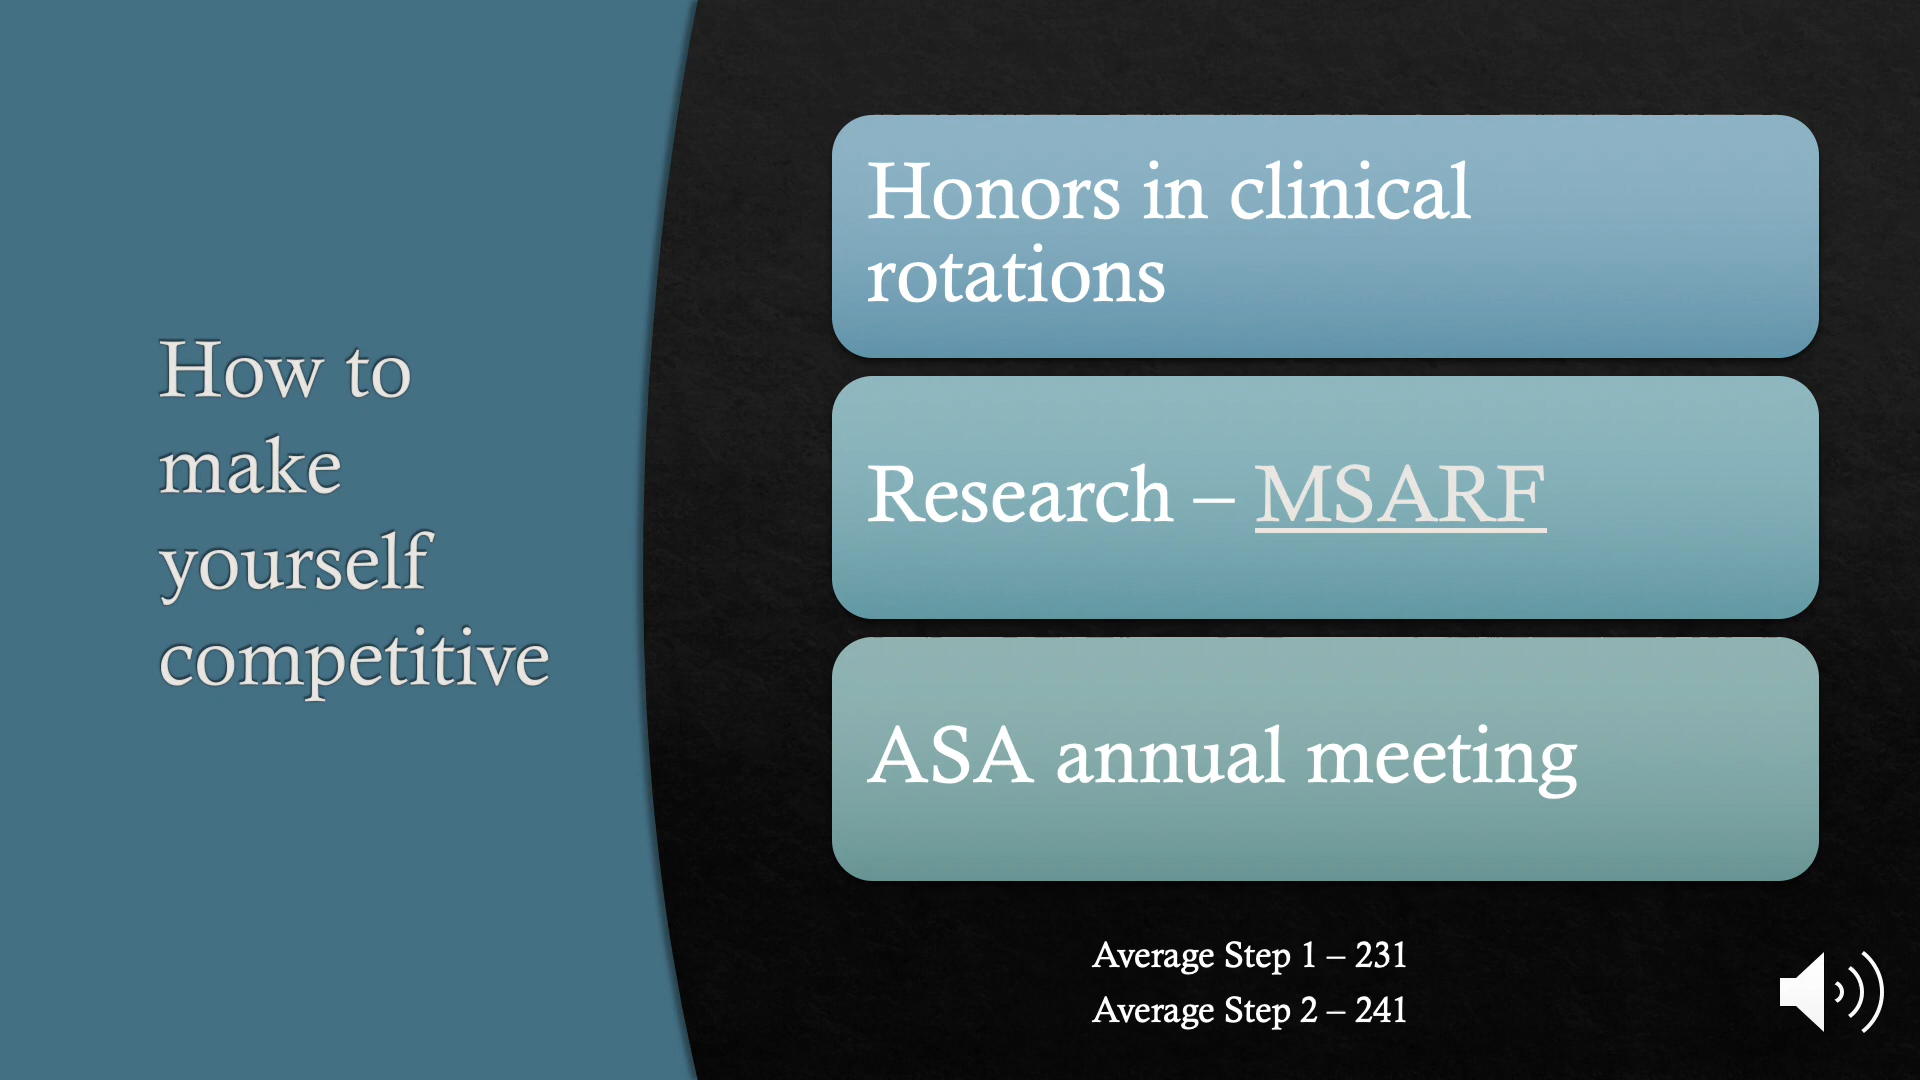 How to
make
yourself
competitive
Honors in clinical
rotations
Research – MSARF
ASA annual meeting
Average Step 1 – 231
Average Step 2 – 241